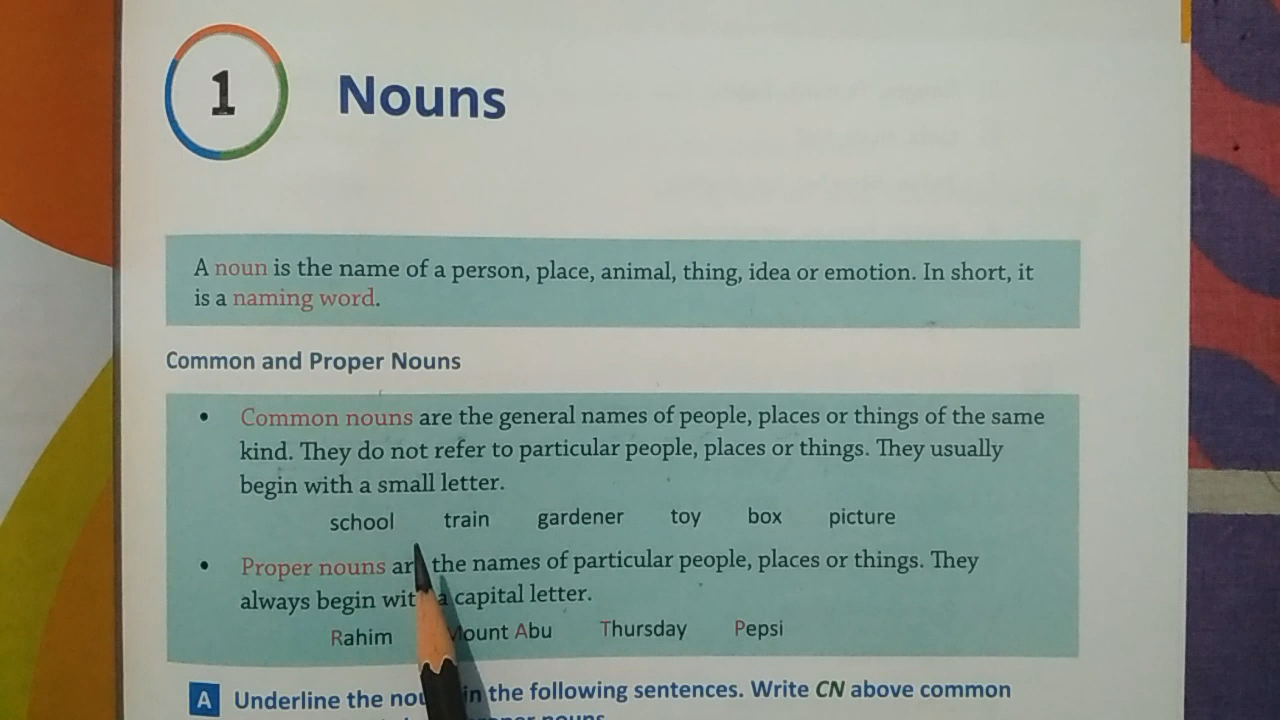 1 Nouns
A noun is the name of a person, place, animal, thing, idea or emotion. In short, it
is a naming word.
Common and Proper Nouns
• Common nouns are the general names of people, places or things of the same
kind. They do not refer to particular people, places or things. They usually
begin with a small letter.
school train gardener toy box picture
• Proper nouns the names of particular people, places or things. They
always begin a capital letter.
Rahim Mount Abu Thursday Pepsi
A Underline the in the following sentences. Write CN above common
nouns